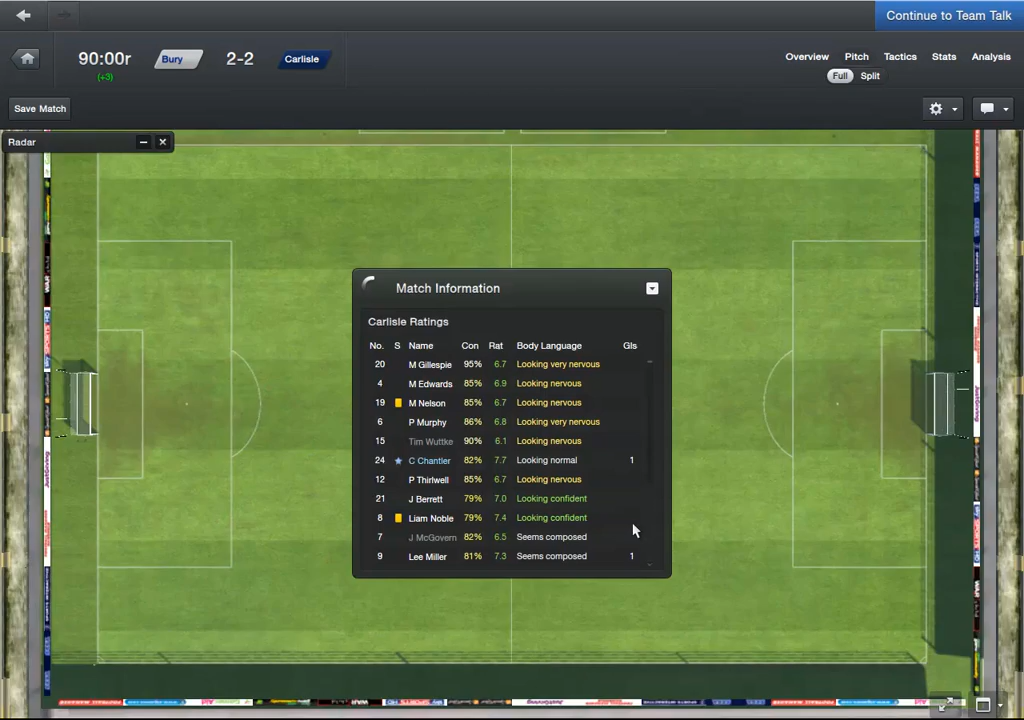 Continue to Team Talk
90:00r
(+3)
Bury
2-2
Carlisle
Overview Pitch Tactics Stats Analysis
Full Split
Save Match
Radar
Match Information
Carlisle Ratings
No. S Name Con Rat Body Language Gls
20 M Gillespie 95% 6.7 Looking very nervous
4 M Edwards 85% 6.9 Looking nervous
19 M Nelson 85% 6.7 Looking nervous
6 P Murphy 86% 6.8 Looking very nervous
15 Tim Wuttke 90% 6.1 Looking nervous
24 C Chantler 82% 7.7 Looking normal 1
12 P Thirlwell 85% 6.7 Looking nervous
21 J Berrett 79% 7.0 Looking confident
8 Liam Noble 79% 7.4 Looking confident
7 J McGovern 82% 6.5 Seems composed
9 Lee Miller 81% 7.3 Seems composed 1